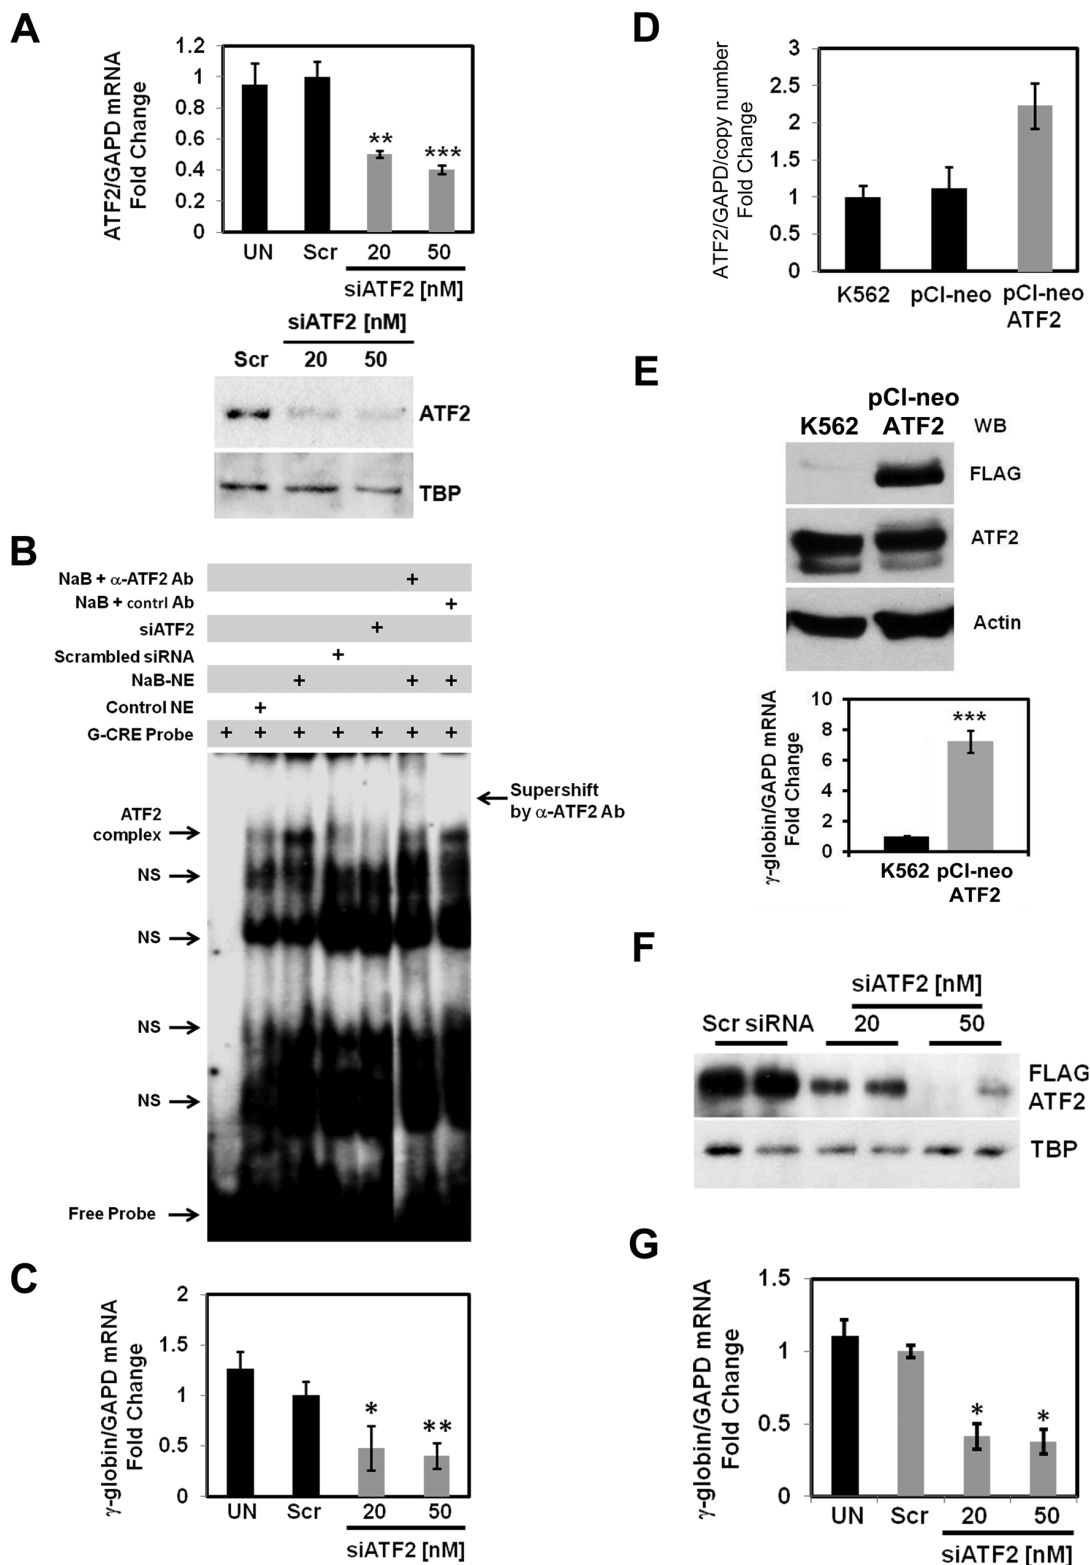 A
ATF2/GAPD mRNA
Fold Change
1.2
1
0.8
0.6
0.4
0.2
0
**
***
UN Scr 20 50
siATF2 [nM]
siATF2 [nM]
Scr 20 50
ATF2
TBP
B
NaB + α-ATF2 Ab +
NaB + contrl Ab +
siATF2 +
Scrambled siRNA +
NaB-NE + + +
Control NE +
G-CRE Probe + + + + + + +
Supershift
by α-ATF2 Ab
ATF2
complex
NS
NS
NS
NS
Free Probe
C
γ-globin/GAPD mRNA
Fold Change
2
1.5
1
0.5
0
*
**
UN Scr 20 50
siATF2 [nM]
D
ATF2/GAPD/copy number
Fold Change
3
2.5
2
1.5
1
0.5
0
K562 pCI-neo pCI-neo
ATF2
E
pCI-neo
K562 ATF2 WB
FLAG
ATF2
Actin
γ-globin/GAPD mRNA
Fold Change
10
8
6
4
2
0
***
K562 pCI-neo
ATF2
F
siATF2 [nM]
Scr siRNA 20 50
FLAG
ATF2
TBP
G
γ-globin/GAPD mRNA
Fold Change
1.5
1
0.5
0
*
*
UN Scr 20 50
siATF2 [nM]